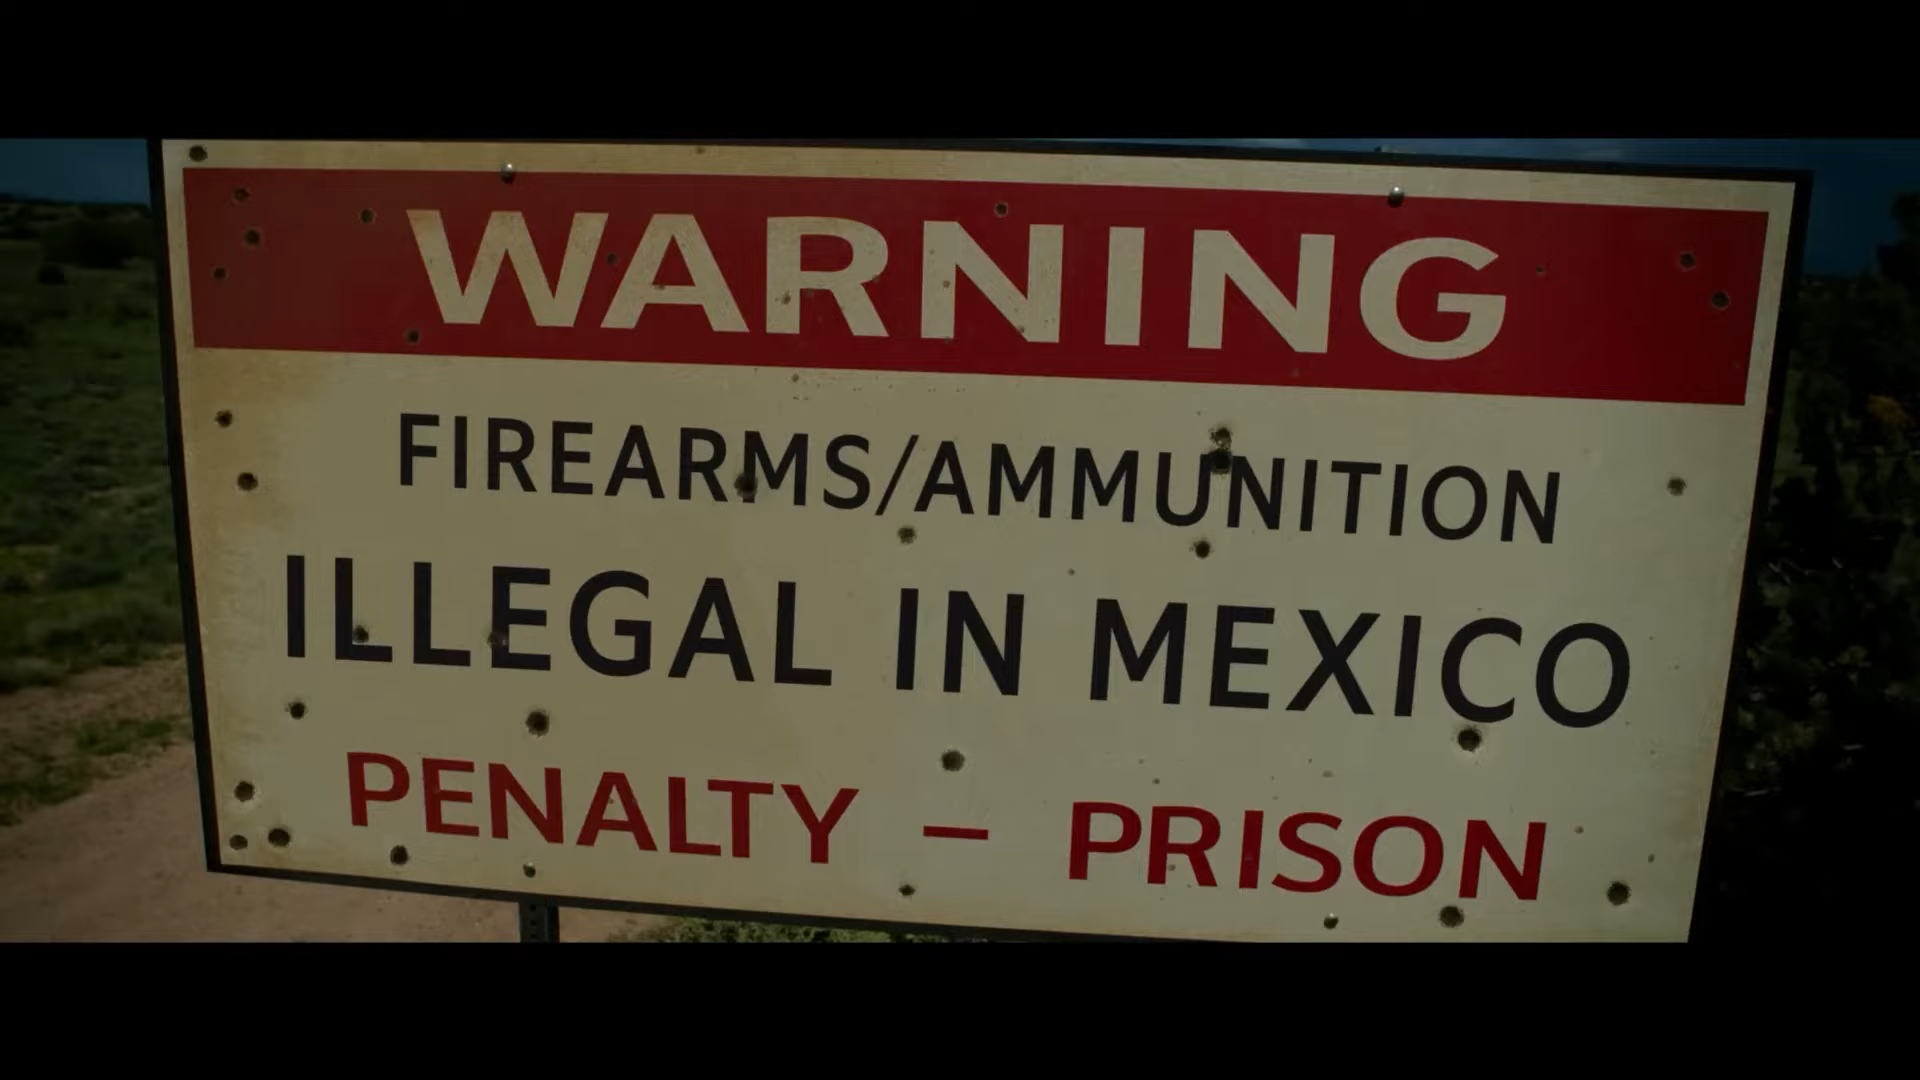 WARNING
FIREARMS/AMMUNITION
ILLEGAL IN MEXICO
PENALTY – PRISON